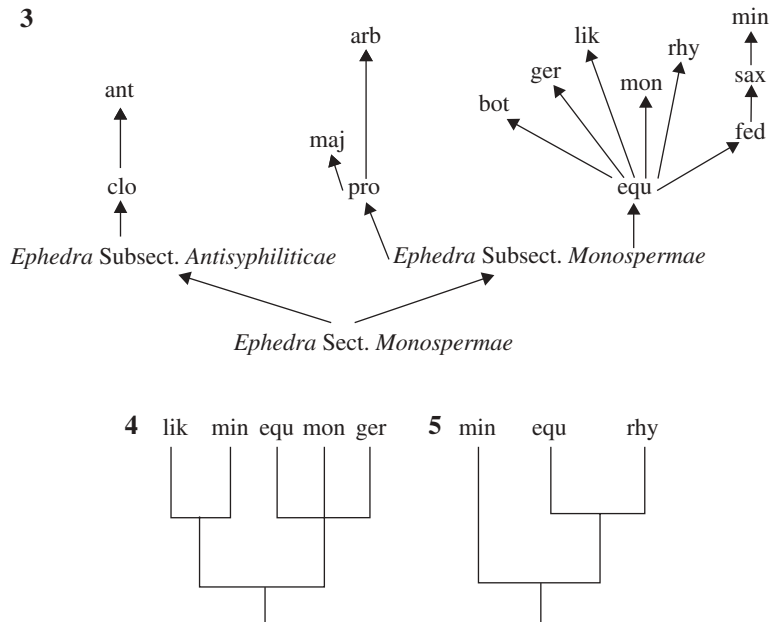 3
arb
lik
min
ant
ger
rhy
mon
sax
bot
maj
fed
clo
pro
equ
Ephedra Subsect. Antisyphiliticae
Ephedra Subsect. Monospermae
Ephedra Sect. Monospermae
4 lik min equ mon ger
5 min equ rhy